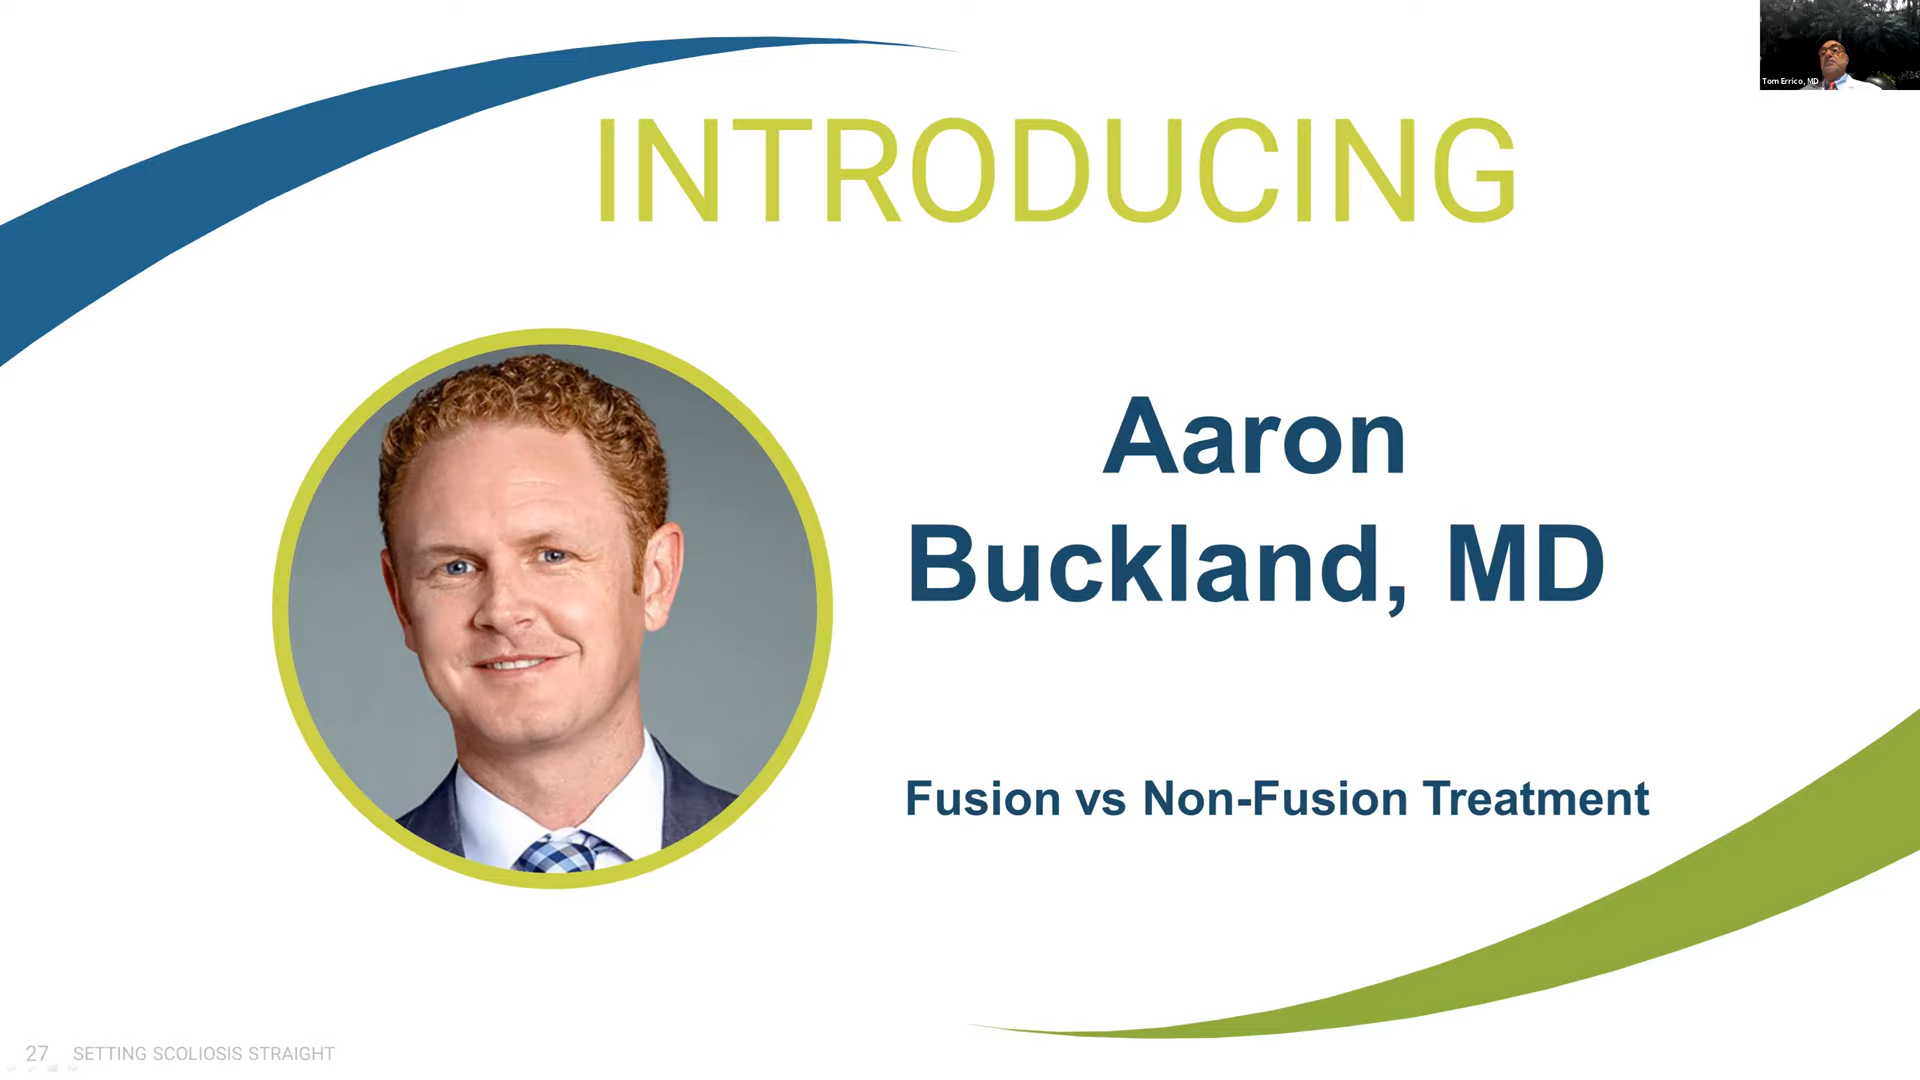 Tom Errico, MD
INTRODUCING
Aaron
Buckland, MD
Fusion vs Non-Fusion Treatment
27 SETTING SCOLIOSIS STRAIGHT